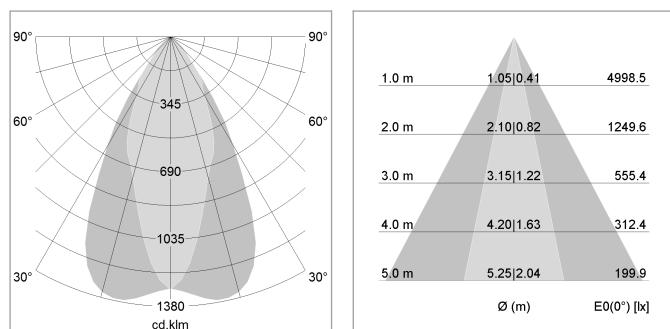 90° 90°
345
60° 60°
690
1035
30° 30°
1380
cd.klm
1.0 m 1.05|0.41 4998.5
2.0 m 2.10|0.82 1249.6
3.0 m 3.15|1.22 555.4
4.0 m 4.20|1.63 312.4
5.0 m 5.25|2.04 199.9
Ø (m) E0(0°) [lx]